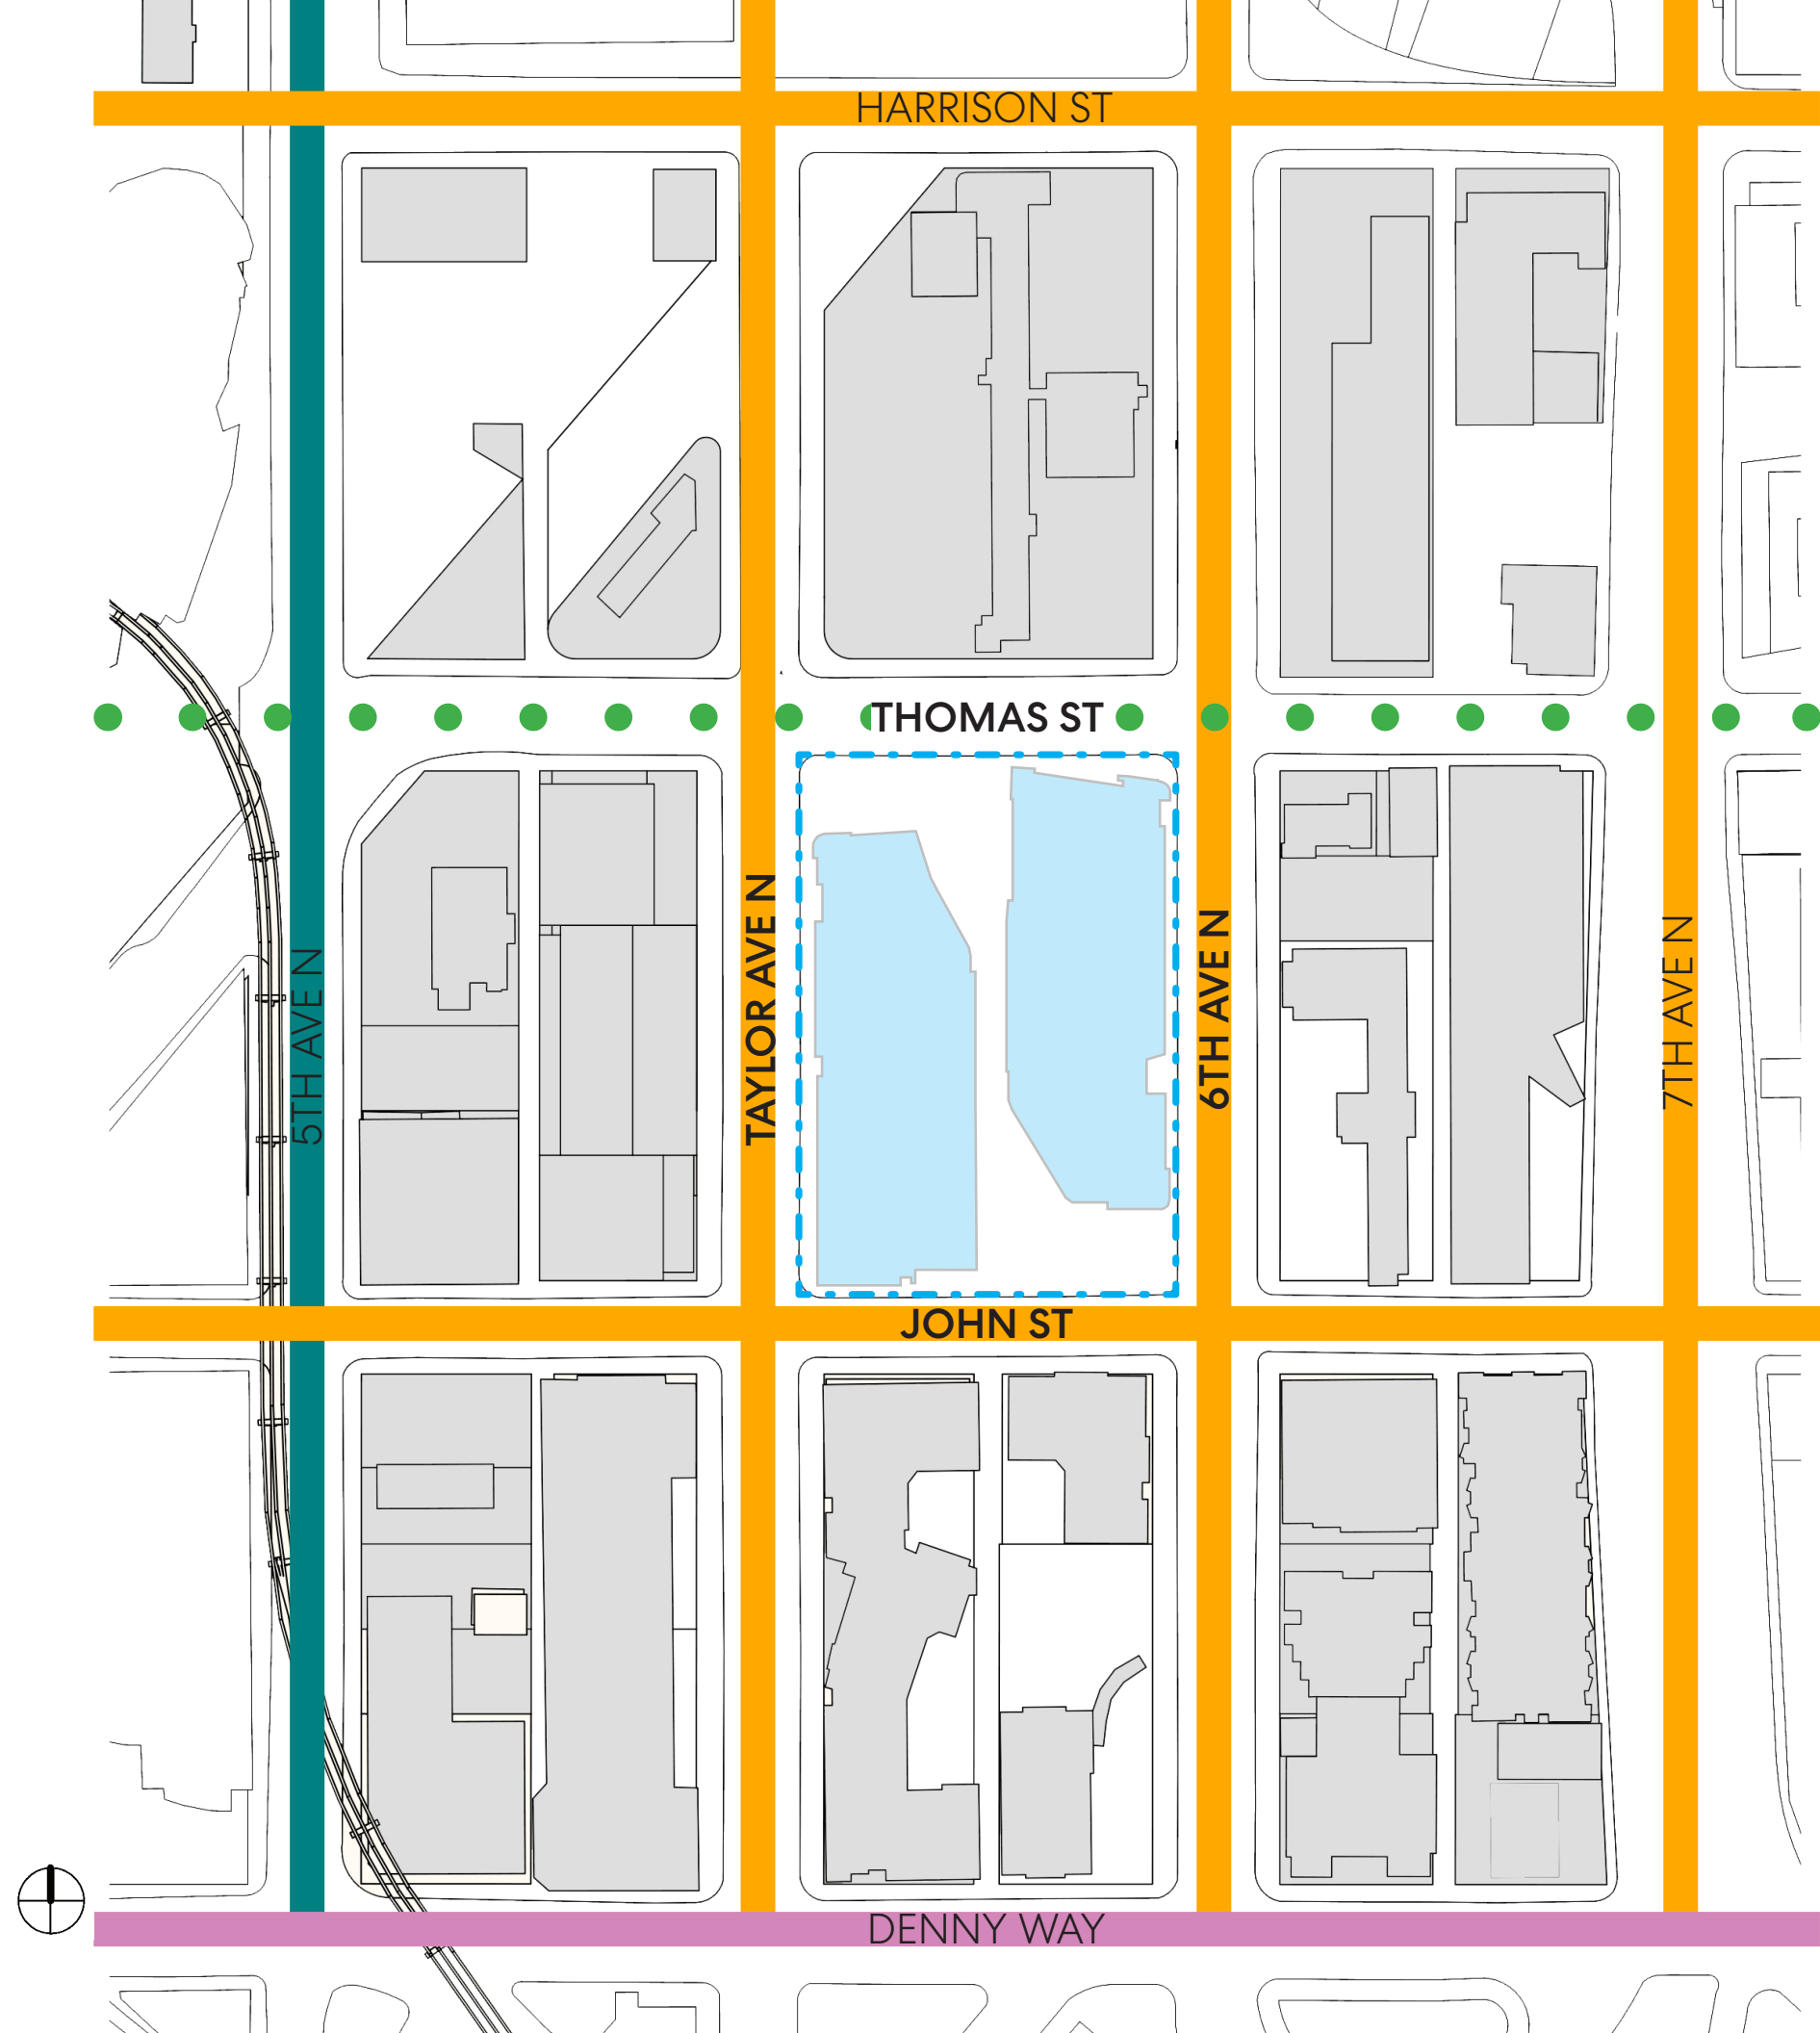 HARRISON ST
THOMAS ST
5TH AVE N
TAYLOR AVE N
6TH AVE N
7TH AVE N
JOHN ST
DENNY WAY